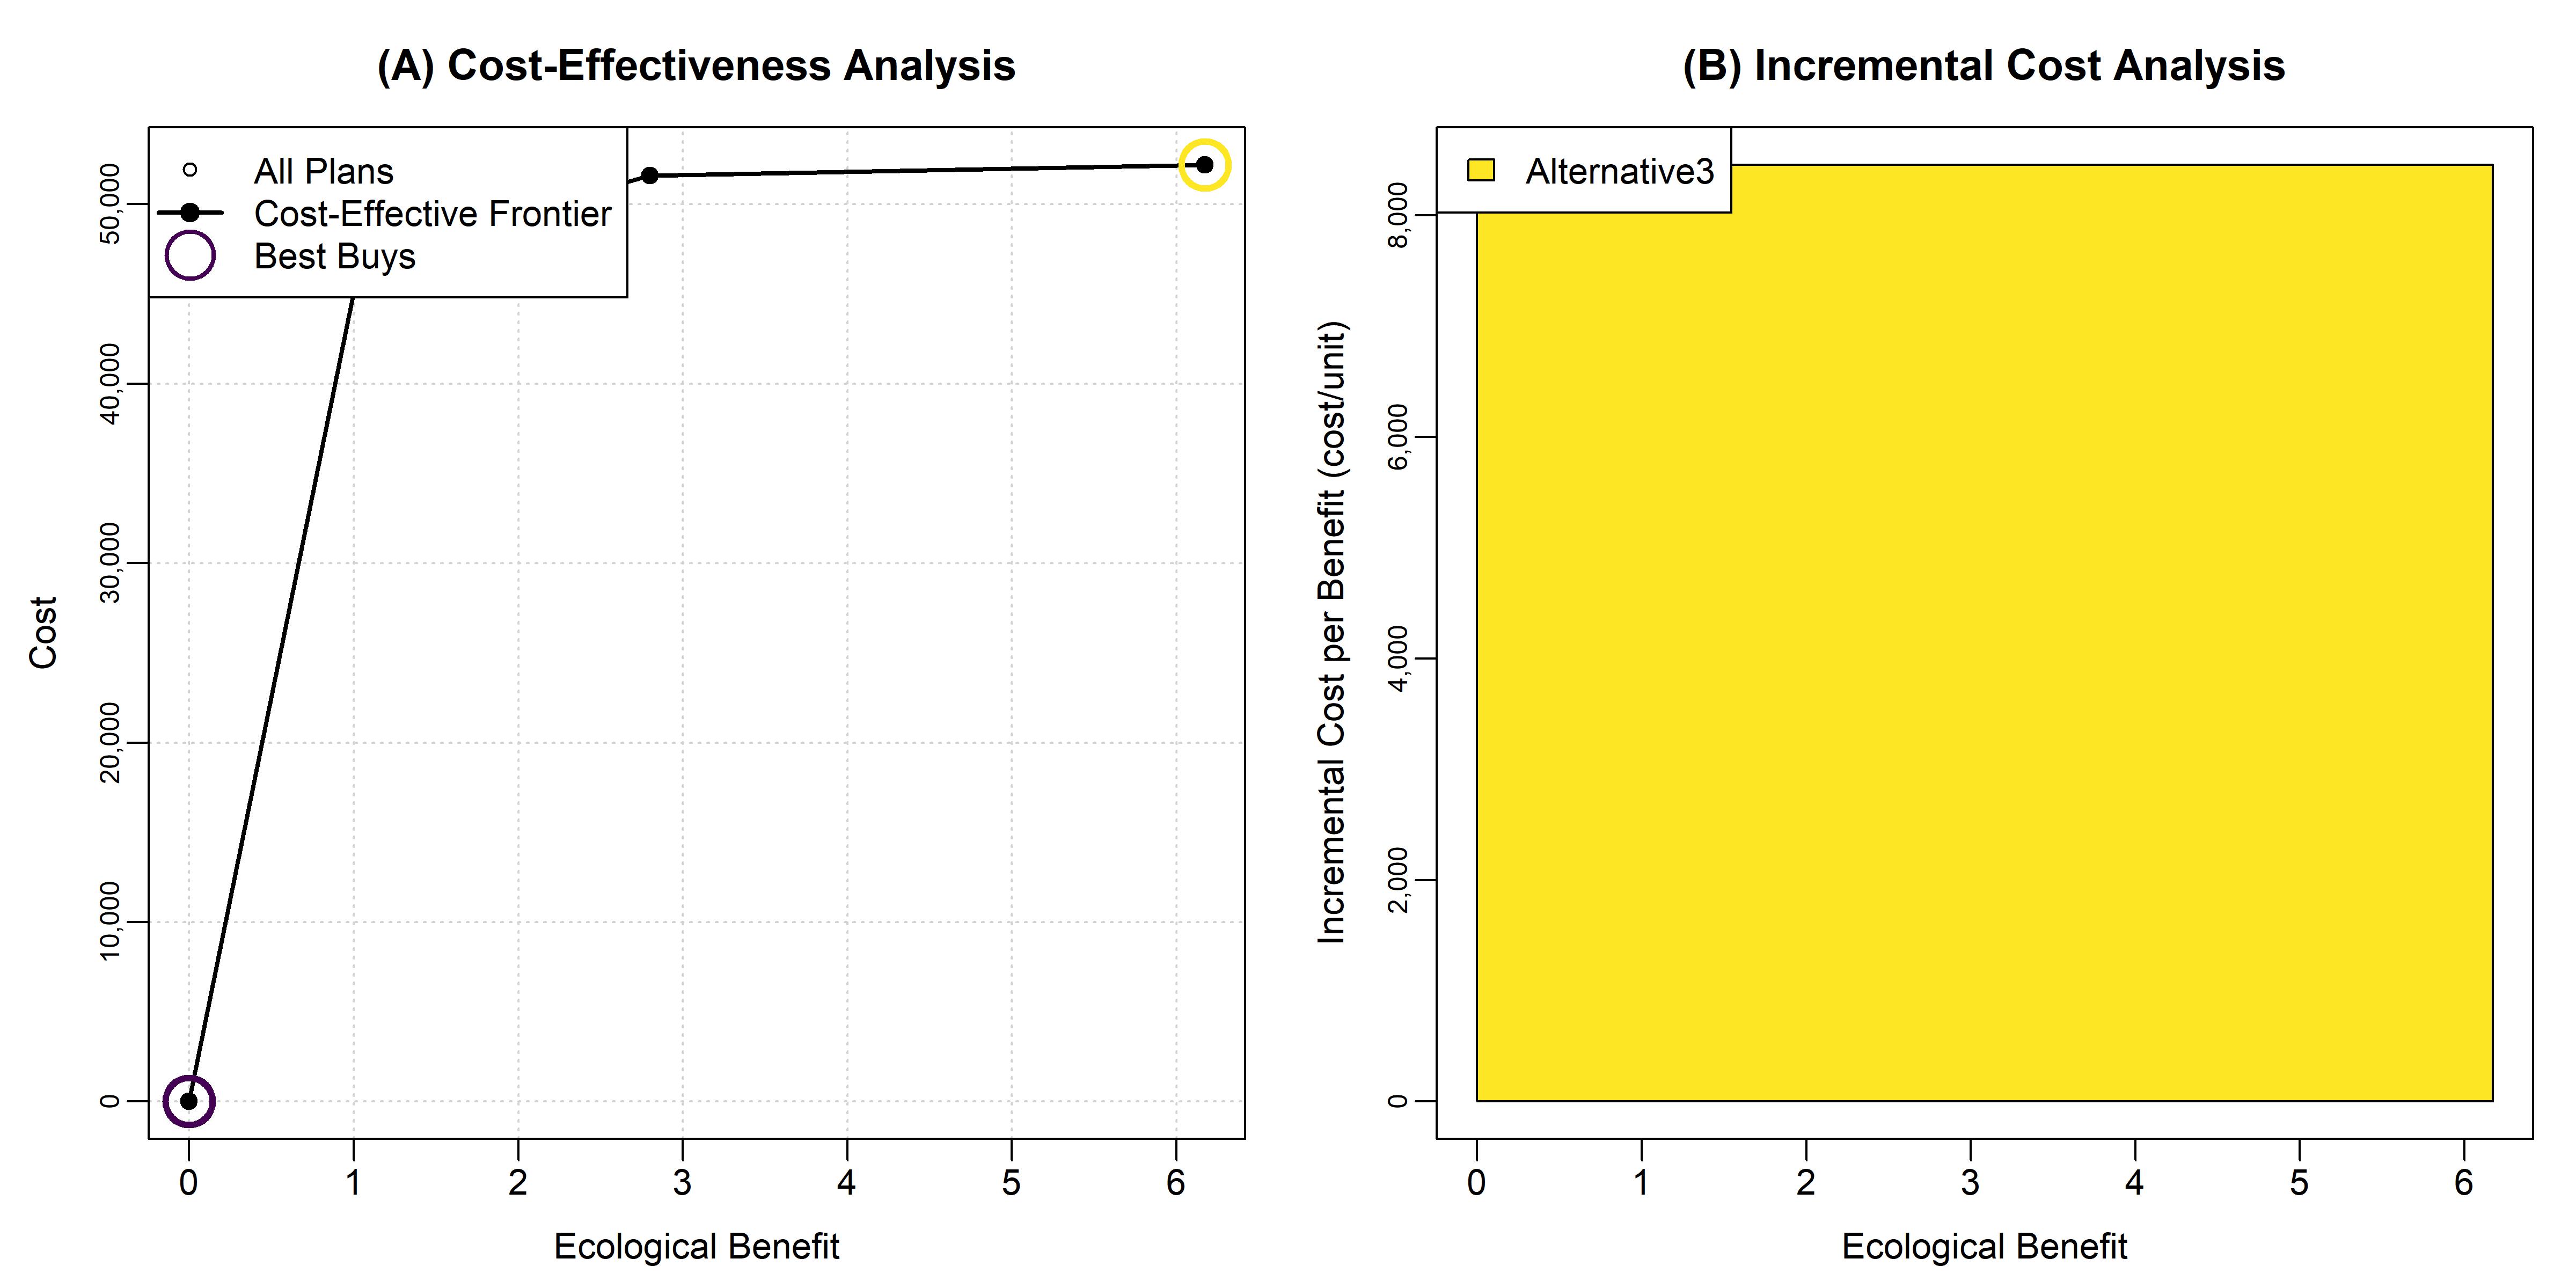 (A) Cost-Effectiveness Analysis
All Plans
Cost-Effective Frontier
Best Buys
Cost
50,000
40,000
30,000
20,000
10,000
0
0 1 2 3 4 5 6
Ecological Benefit
(B) Incremental Cost Analysis
Alternative3
Incremental Cost per Benefit (cost/unit)
8,000
6,000
4,000
2,000
0
0 1 2 3 4 5 6
Ecological Benefit